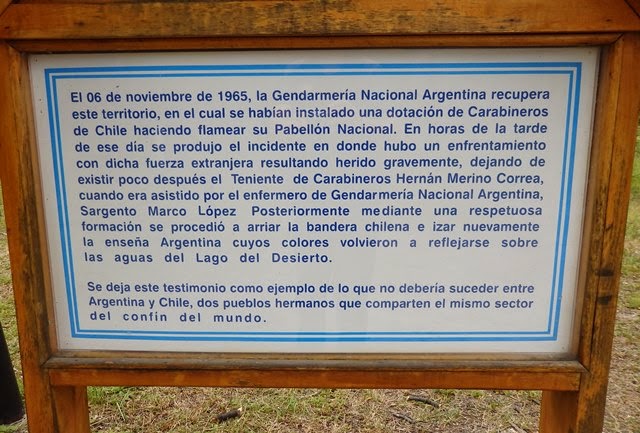 El 06 de noviembre de 1965, la Gendarmería Nacional Argentina recupera
este territorio, en el cual se habían instalado una dotación de Carabineros
de Chile haciendo flamear su Pabellón Nacional. En horas de la tarde
de ese día se produjo el incidente en donde hubo un enfrentamiento
con dicha fuerza extranjera resultando herido gravemente, dejando de
existir poco después el Teniente de Carabineros Hernán Merino Correa,
cuando era asistido por el enfermero de Gendarmería Nacional Argentina,
Sargento Marco López Posteriormente mediante una respetuosa
formación se procedió a arriar la bandera chilena e izar nuevamente
la enseña Argentina cuyos colores volvieron a reflejarse sobre
las aguas del Lago del Desierto.
Se deja este testimonio como ejemplo de lo que no debería suceder entre
Argentina y Chile, dos pueblos hermanos que comparten el mismo sector
del confín del mundo.